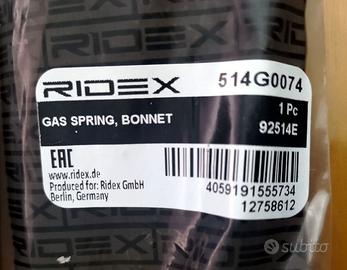 RIDEX 514G0074
GAS SPRING, BONNET
1 Pc
92514E
EAC
www.ridex.de
Produced for: Ridex GmbH
Berlin, Germany
4059191555734
12758612
subito